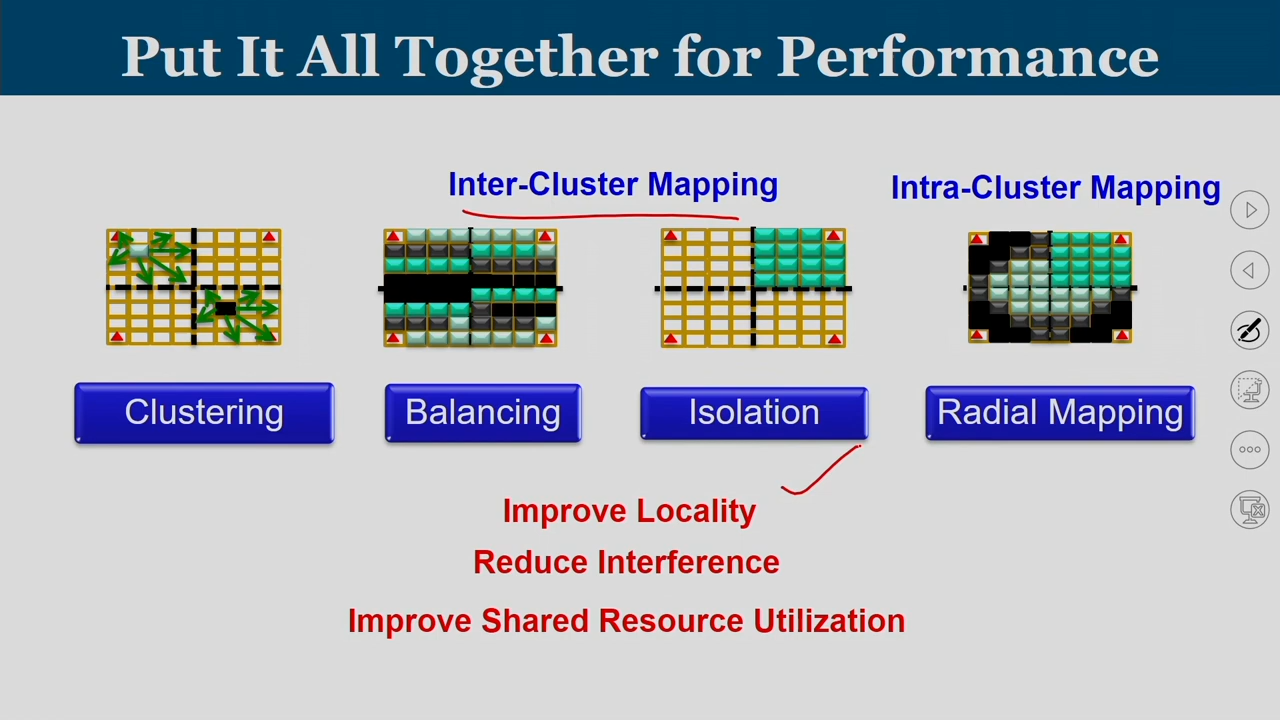 Put It All Together for Performance
Inter-Cluster Mapping
Intra-Cluster Mapping
Clustering
Balancing
Isolation
Radial Mapping
Improve Locality
Reduce Interference
Improve Shared Resource Utilization